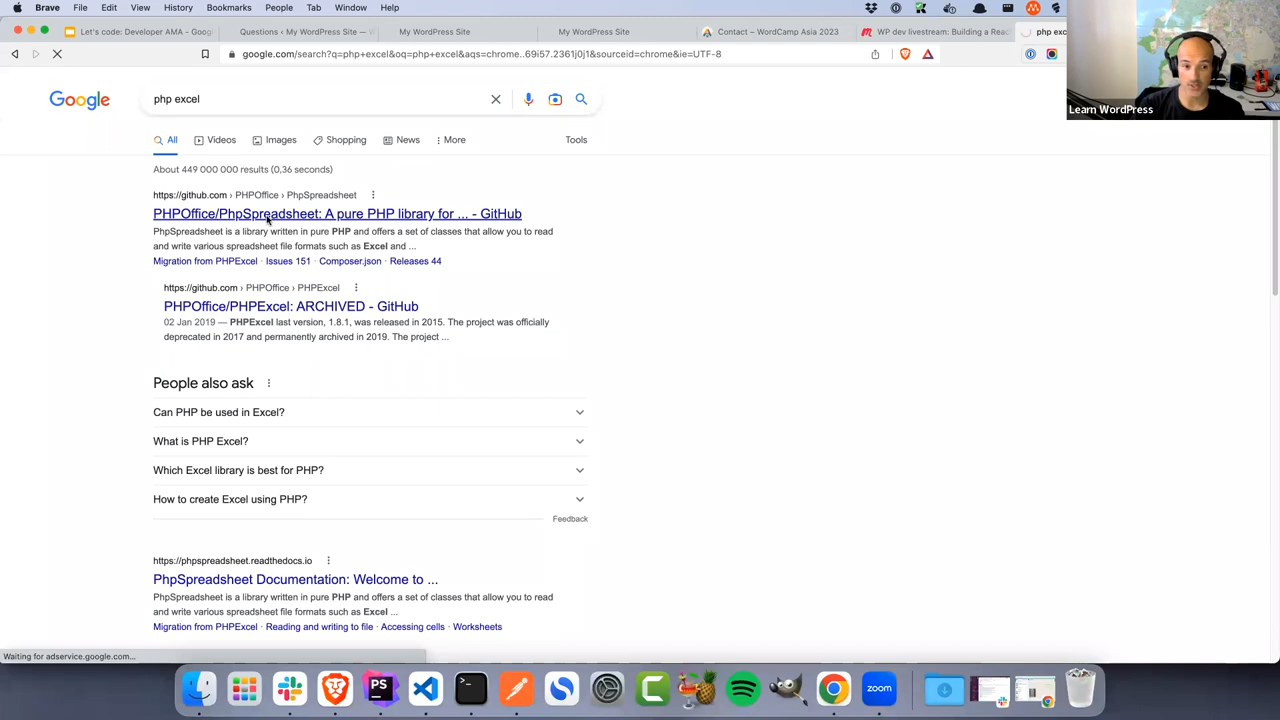 Brave File Edit View History Bookmarks People Tab Window Help
Let's code: Developer AMA - Goog
Questions ‹ My WordPress Site — W
My WordPress Site
My WordPress Site
Contact – WordCamp Asia 2023
WP dev livestream: Building a Reac
php exc
google.com/search?q=php+excel&oq=php+excel&aqs=chrome..69i57.2361j0j1&sourceid=chrome&ie=UTF-8
Learn WordPress
Google
php excel
All Videos Images Shopping News More Tools
About 449 000 000 results (0,36 seconds)
https://github.com › PHPOffice › PhpSpreadsheet
PHPOffice/PhpSpreadsheet: A pure PHP library for ... - GitHub
PhpSpreadsheet is a library written in pure PHP and offers a set of classes that allow you to read
and write various spreadsheet file formats such as Excel and ...
Migration from PHPExcel · Issues 151 · Composer.json · Releases 44
https://github.com › PHPOffice › PHPExcel
PHPOffice/PHPExcel: ARCHIVED - GitHub
02 Jan 2019 — PHPExcel last version, 1.8.1, was released in 2015. The project was officially
deprecated in 2017 and permanently archived in 2019. The project ...
People also ask
Can PHP be used in Excel?
What is PHP Excel?
Which Excel library is best for PHP?
How to create Excel using PHP?
Feedback
https://phpspreadsheet.readthedocs.io
PhpSpreadsheet Documentation: Welcome to ...
PhpSpreadsheet is a library written in pure PHP and offers a set of classes that allow you to read
and write various spreadsheet file formats such as Excel ...
Migration from PHPExcel · Reading and writing to file · Accessing cells · Worksheets
Waiting for adservice.google.com...
PS
zoom